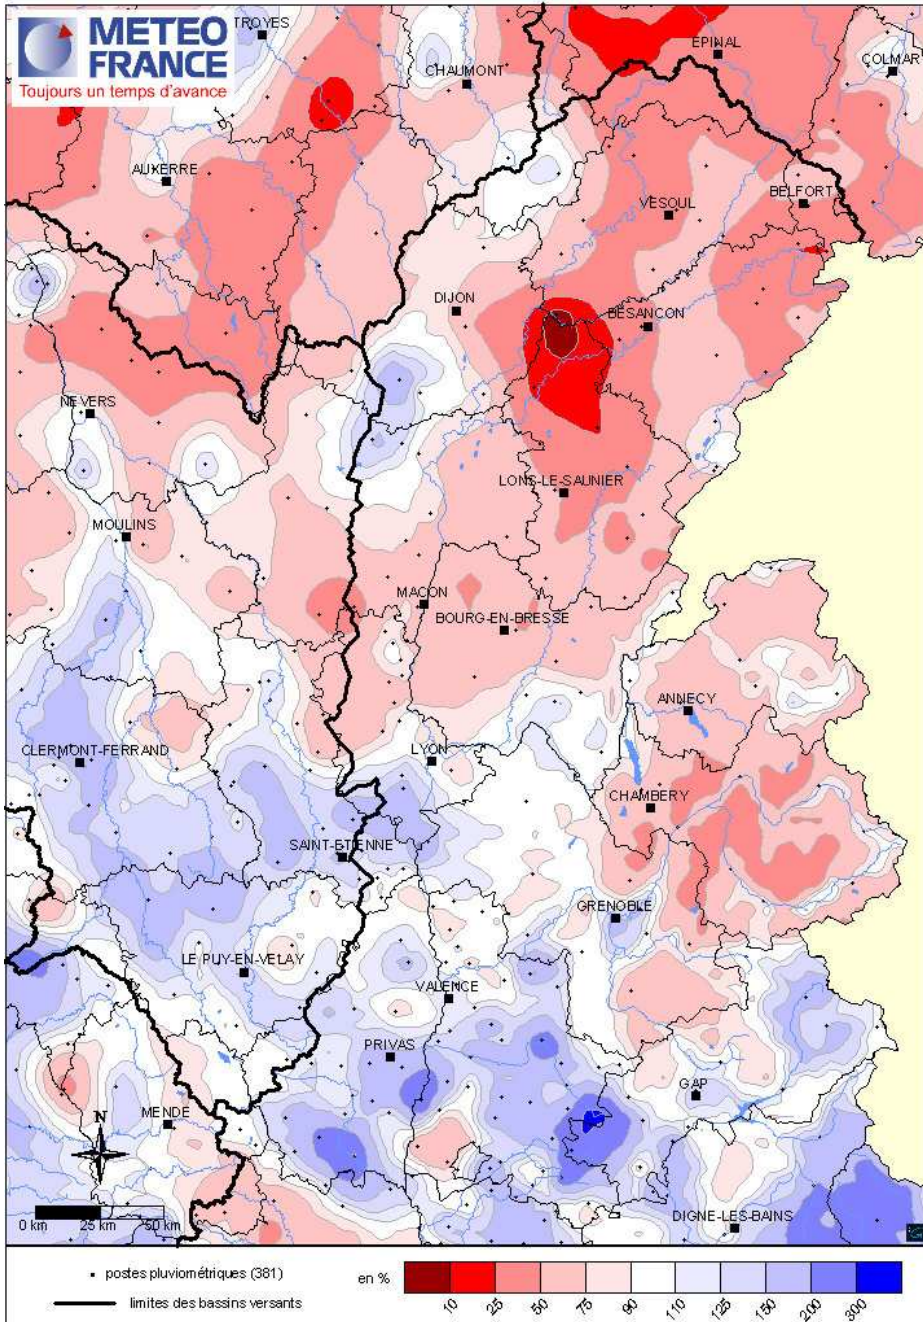 METEO
FRANCE
Toujours un temps d'avance
TROYES
EPINAL
CHAUMONT
COLMAR
AUXERRE
VESOUL
BELFORT
DIJON
BESANCON
NEVERS
LONS-LE-SAUNIER
MOULINS
MACON
BOURG-EN-BRESSE
ANNECY
CLERMONT-FERRAND
LYON
CHAMBERY
SAINT-ETIENNE
GRENOBLE
LE PUY-EN-VELAY
VALENCE
PRIVAS
GAP
MENDE
N
0 km 25 km 50 km
DIGNE-LES-BAINS
postes pluviométriques (381)
en %
limites des bassins versants
10 25 50 75 90 110 125 150 200 300